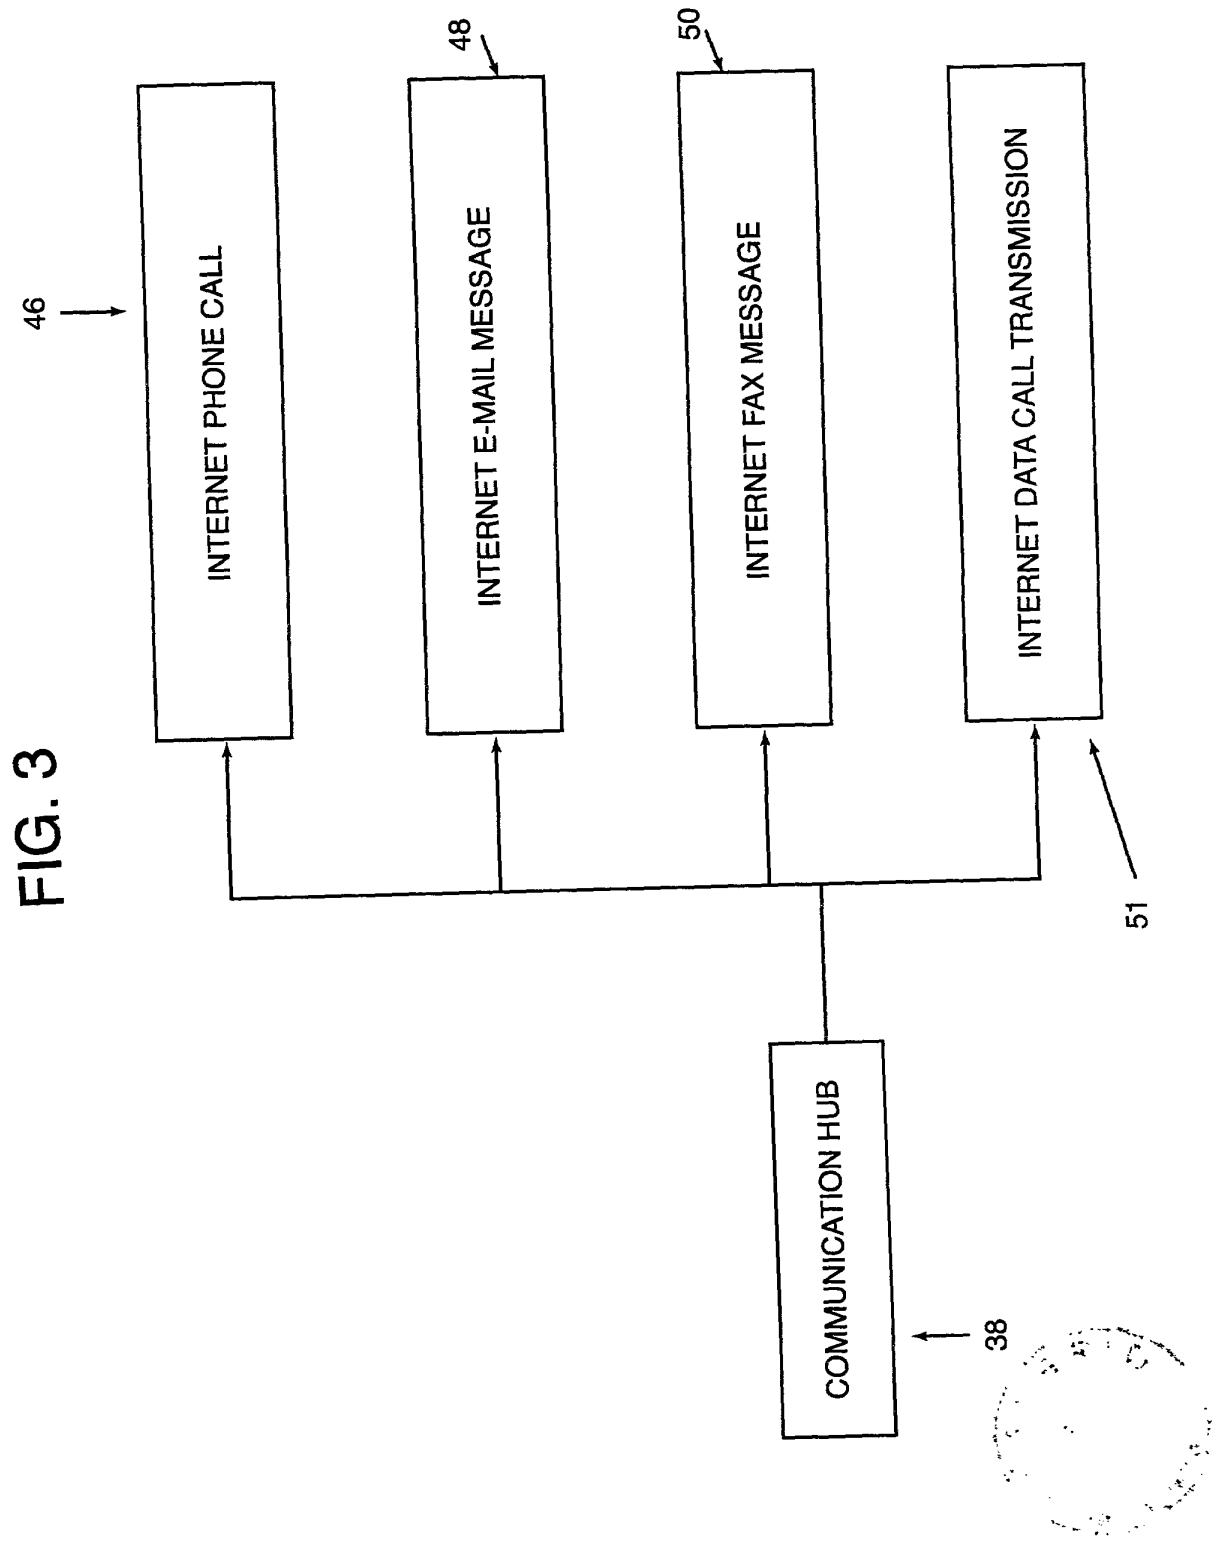 FIG. 3
46
INTERNET PHONE CALL
48
INTERNET E-MAIL MESSAGE
50
INTERNET FAX MESSAGE
INTERNET DATA CALL TRANSMISSION
51
COMMUNICATION HUB
38